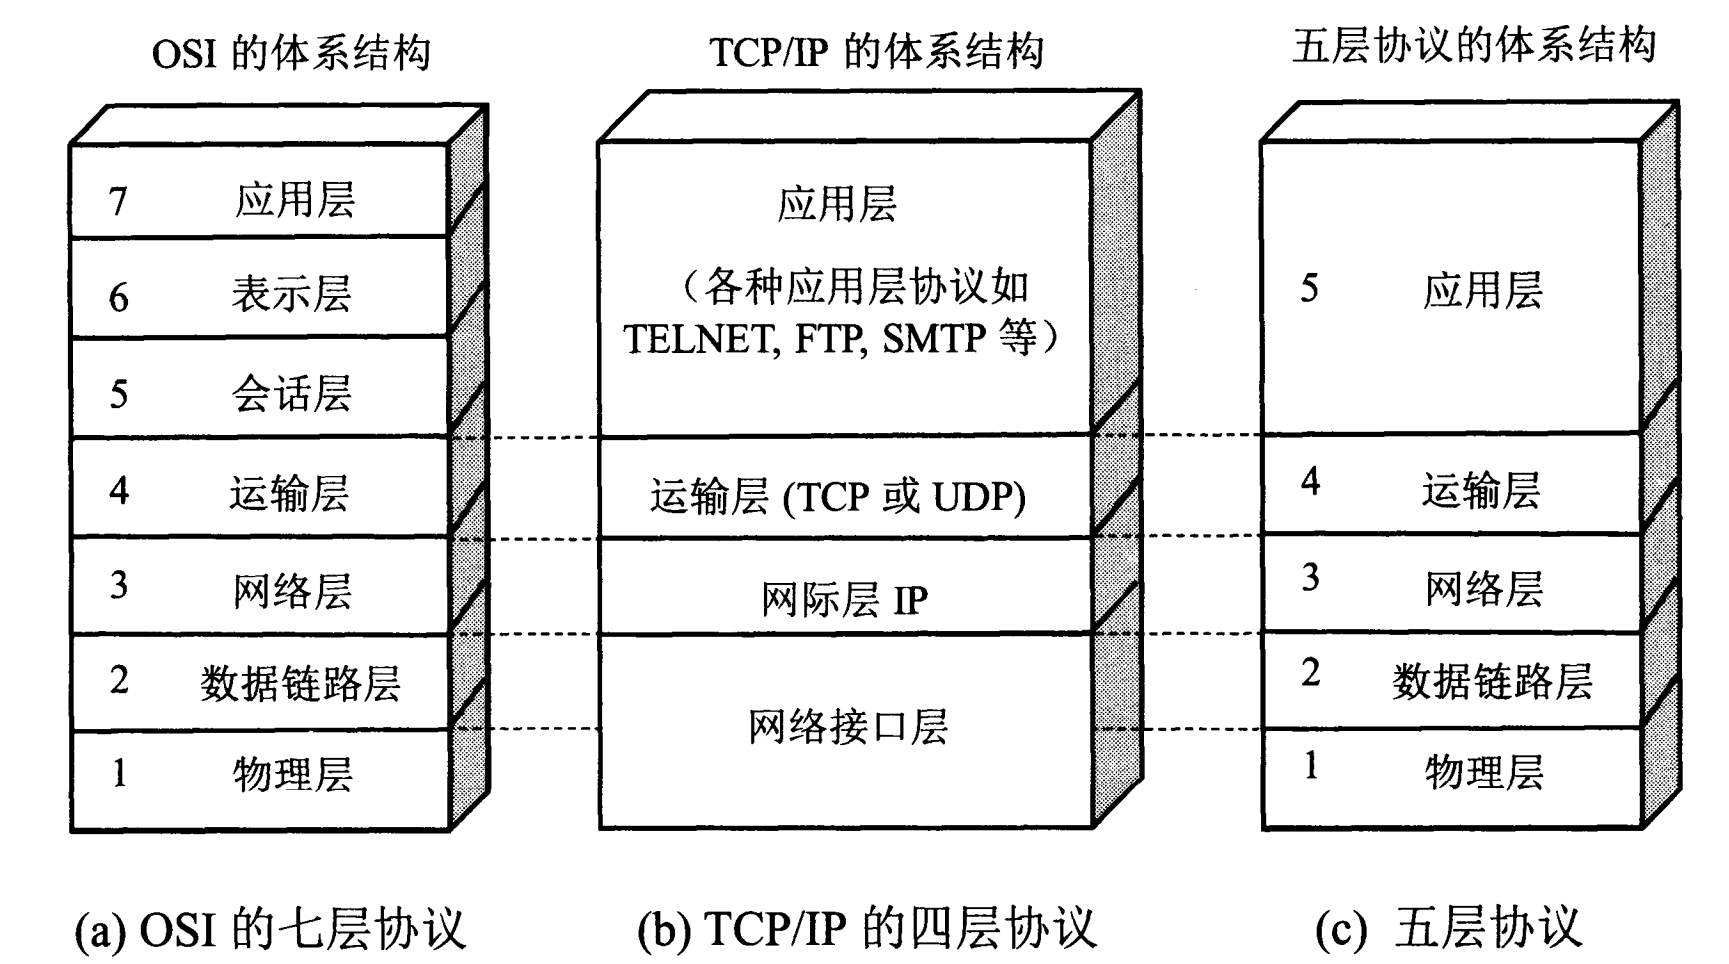 OSI 的体系结构
7 应用层
6 表示层
5 会话层
4 运输层
3 网络层
2 数据链路层
1 物理层
(a) OSI 的七层协议
TCP/IP 的体系结构
应用层
（各种应用层协议如
TELNET, FTP, SMTP 等）
运输层 (TCP 或 UDP)
网际层 IP
网络接口层
(b) TCP/IP 的四层协议
五层协议的体系结构
5 应用层
4 运输层
3 网络层
2 数据链路层
1 物理层
(c) 五层协议